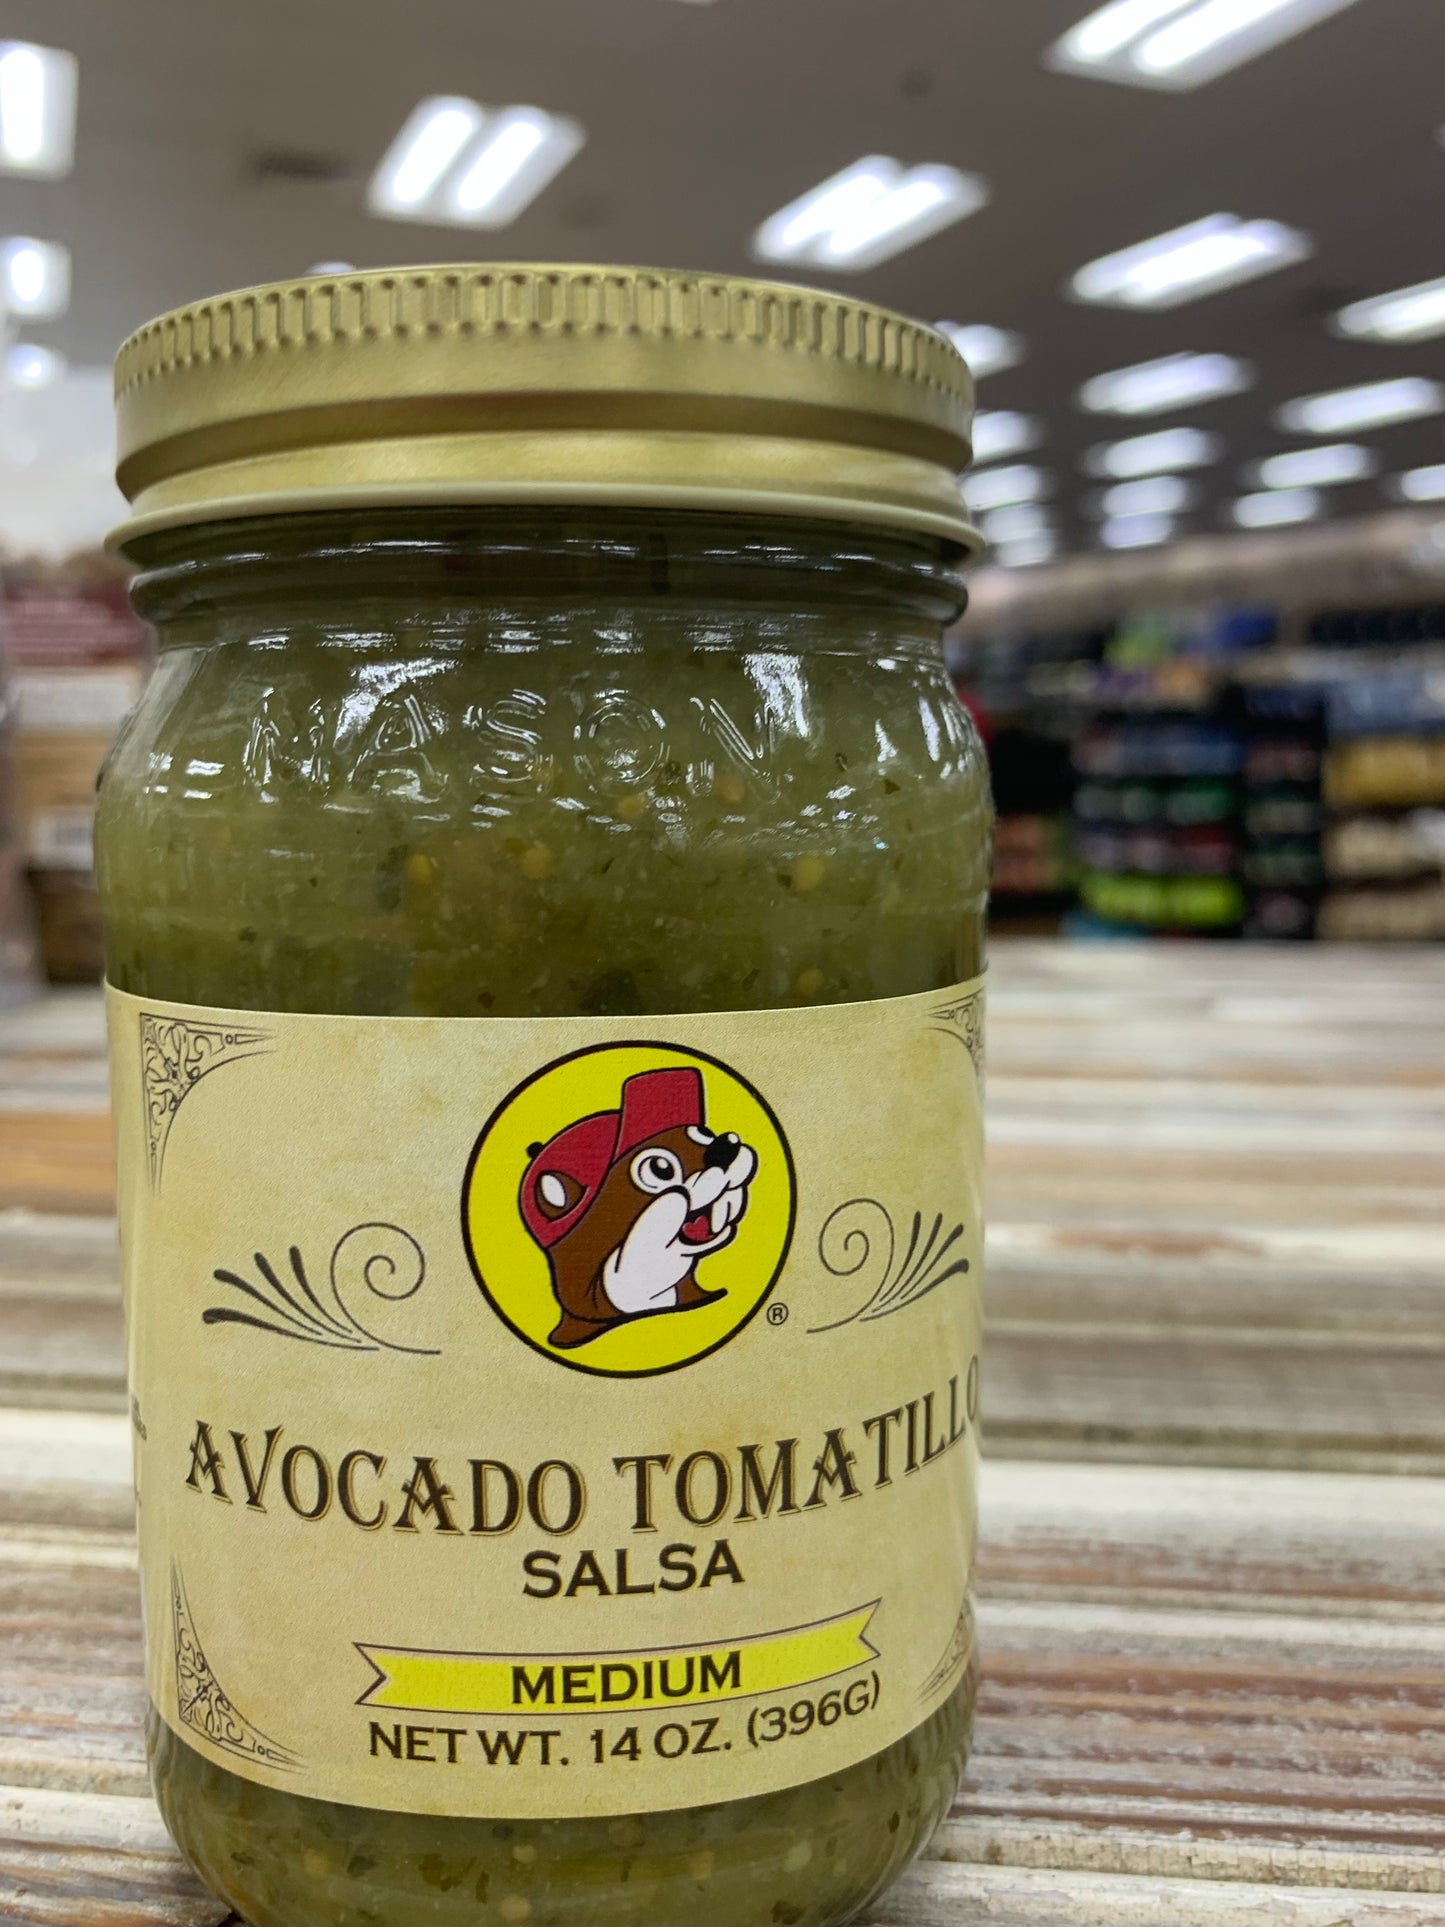 MASON
®
AVOCADO TOMATILLO
SALSA
MEDIUM
NET WT. 14 OZ. (396G)